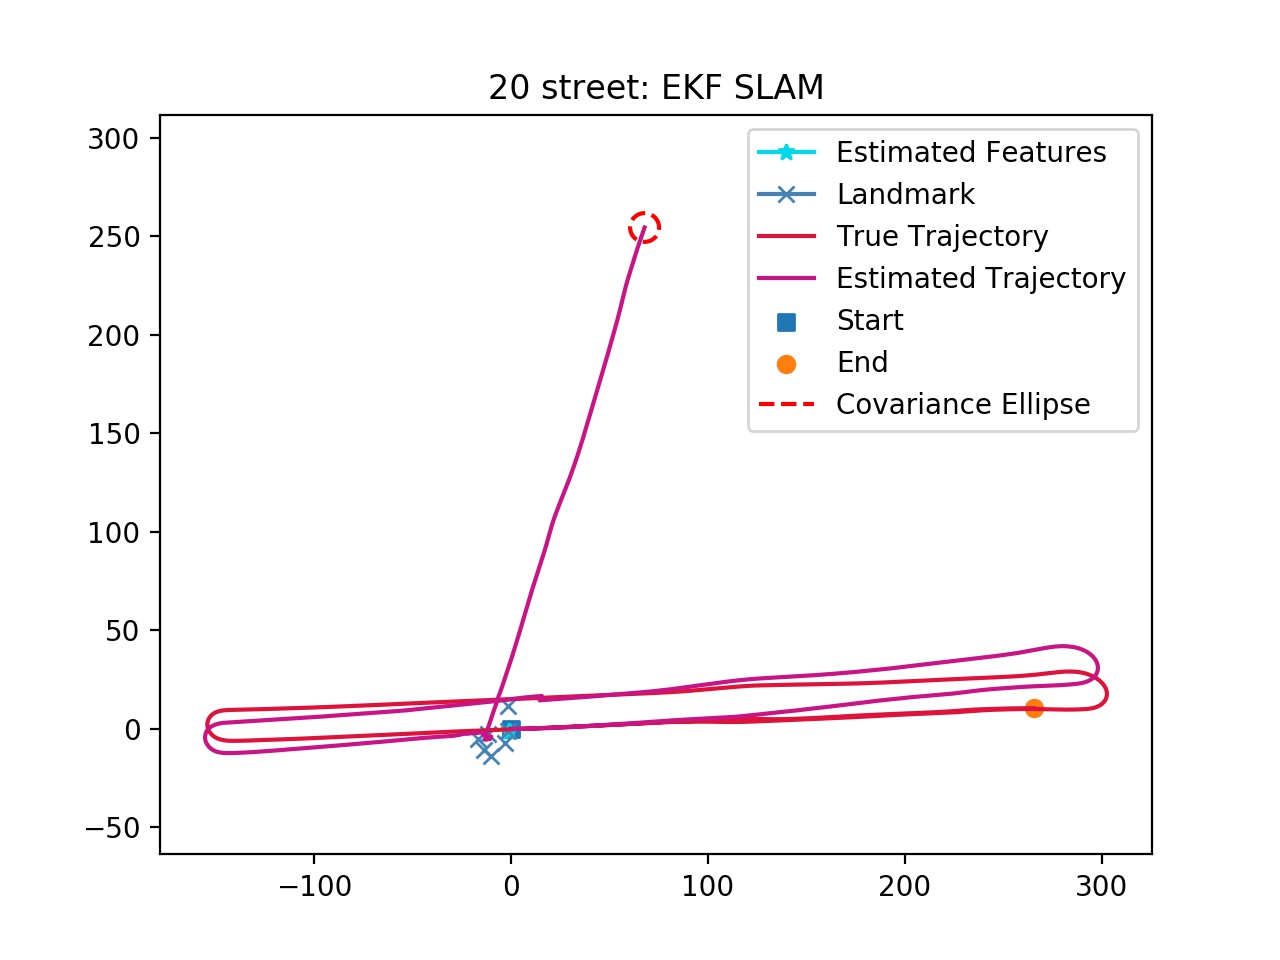 20 street: EKF SLAM
300
250
200
150
100
50
0
−50
−100
0
100
200
300
Estimated Features
Landmark
True Trajectory
Estimated Trajectory
Start
End
Covariance Ellipse